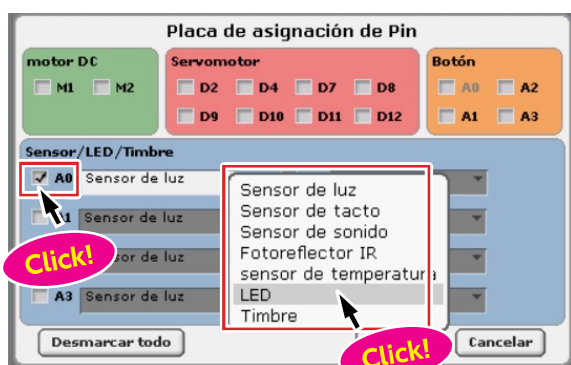 Placa de asignación de Pin
motor DC
M1 M2
Servomotor
D2 D4 D7 D8
D9 D10 D11 D12
Botón
A0 A2
A1 A3
Sensor/LED/Timbre
A0 Sensor de luz
1 Sensor de luz
sor de luz
A3 Sensor de luz
Sensor de luz
Sensor de tacto
Sensor de sonido
Fotoreflector IR
sensor de temperatura
LED
Timbre
Click!
Click!
Desmarcar todo
Cancelar